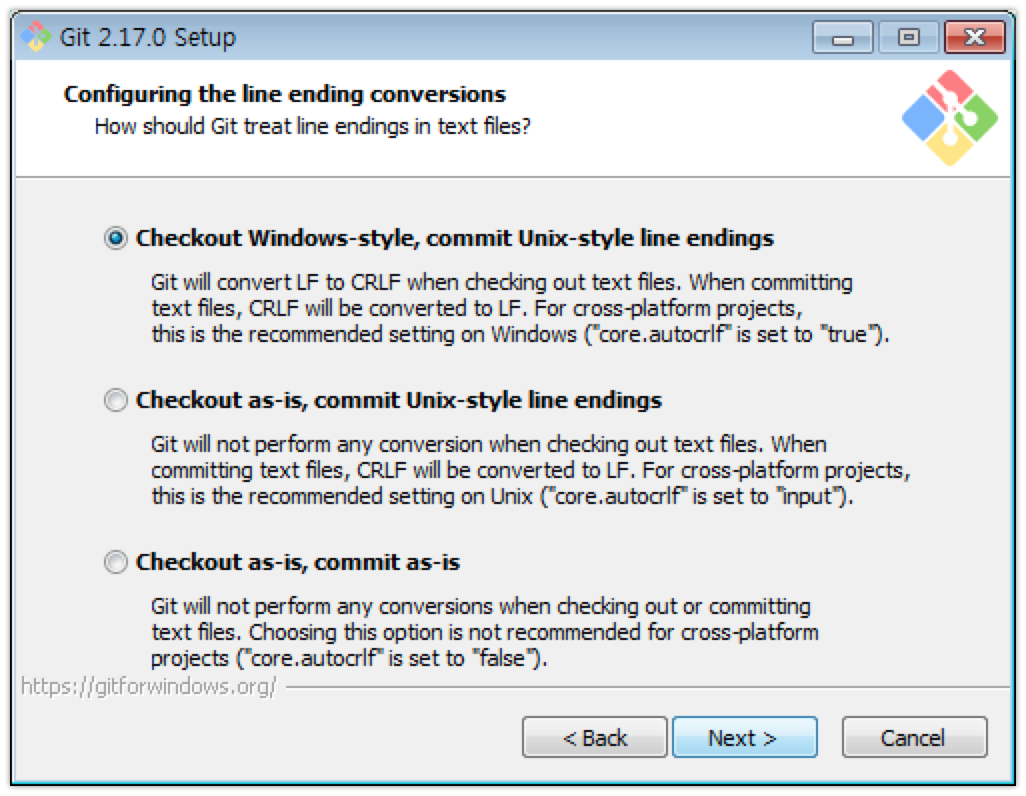 Git 2.17.0 Setup
Configuring the line ending conversions
How should Git treat line endings in text files?
Checkout Windows-style, commit Unix-style line endings
Git will convert LF to CRLF when checking out text files. When committing
text files, CRLF will be converted to LF. For cross-platform projects,
this is the recommended setting on Windows ("core.autocrlf" is set to "true").
Checkout as-is, commit Unix-style line endings
Git will not perform any conversion when checking out text files. When
committing text files, CRLF will be converted to LF. For cross-platform projects,
this is the recommended setting on Unix ("core.autocrlf" is set to "input").
Checkout as-is, commit as-is
Git will not perform any conversions when checking out or committing
text files. Choosing this option is not recommended for cross-platform
projects ("core.autocrlf" is set to "false").
https://gitforwindows.org/
< Back
Next >
Cancel